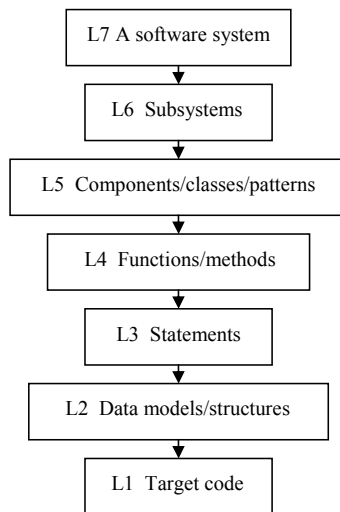 L7 A software system
L6 Subsystems
L5 Components/classes/patterns
L4 Functions/methods
L3 Statements
L2 Data models/structures
L1 Target code